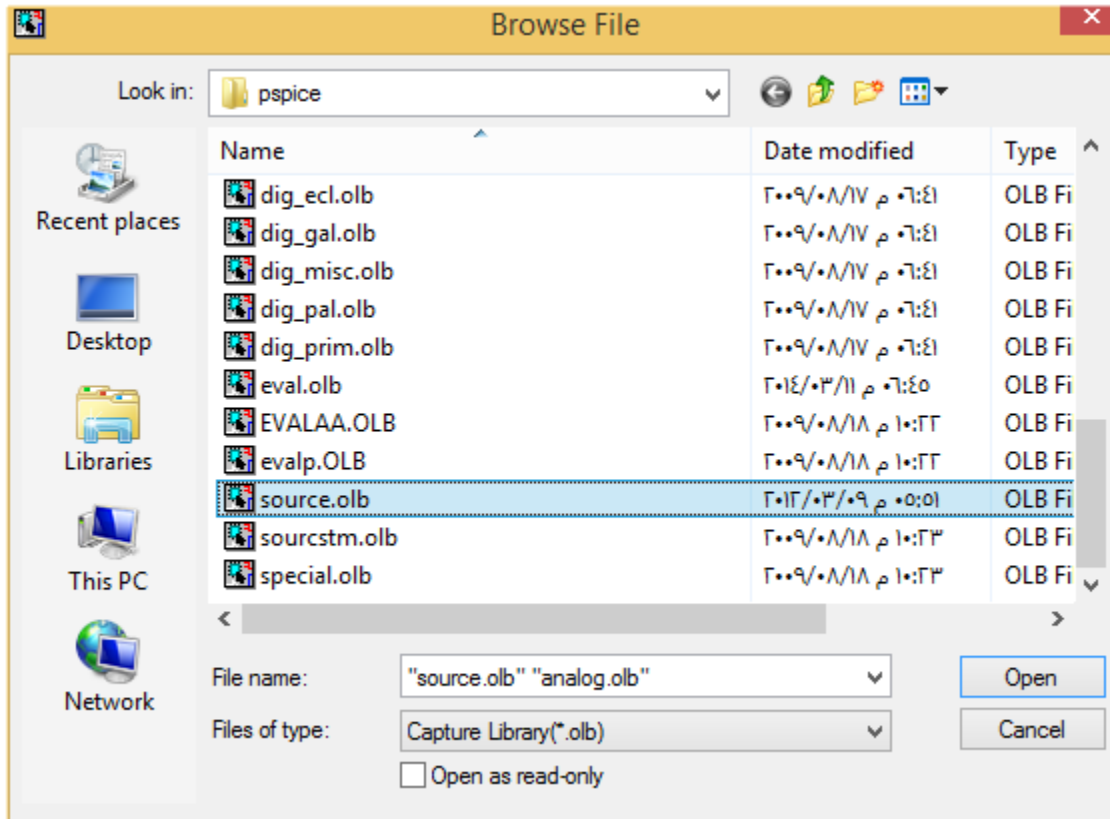 Browse File
Look in: pspice
Name Date modified Type
dig_ecl.olb ٢٠٠٩/٠٨/١٧ م ٠٦:٤١ OLB Fi
dig_gal.olb ٢٠٠٩/٠٨/١٧ م ٠٦:٤١ OLB Fi
dig_misc.olb ٢٠٠٩/٠٨/١٧ م ٠٦:٤١ OLB Fi
dig_pal.olb ٢٠٠٩/٠٨/١٧ م ٠٦:٤١ OLB Fi
dig_prim.olb ٢٠٠٩/٠٨/١٧ م ٠٦:٤١ OLB Fi
eval.olb ٢٠١٤/٠٣/١١ م ٠٦:٤٥ OLB Fi
EVALAA.OLB ٢٠٠٩/٠٨/١٨ م ١٠:٢٢ OLB Fi
evalp.OLB ٢٠٠٩/٠٨/١٨ م ١٠:٢٢ OLB Fi
source.olb ٢٠١٢/٠٣/٠٩ م ٠٥:٥١ OLB Fi
sourcstm.olb ٢٠٠٩/٠٨/١٨ م ١٠:٢٣ OLB Fi
special.olb ٢٠٠٩/٠٨/١٨ م ١٠:٢٣ OLB Fi
Recent places
Desktop
Libraries
This PC
Network
File name: "source.olb" "analog.olb" Open
Files of type: Capture Library(*.olb) Cancel
Open as read-only